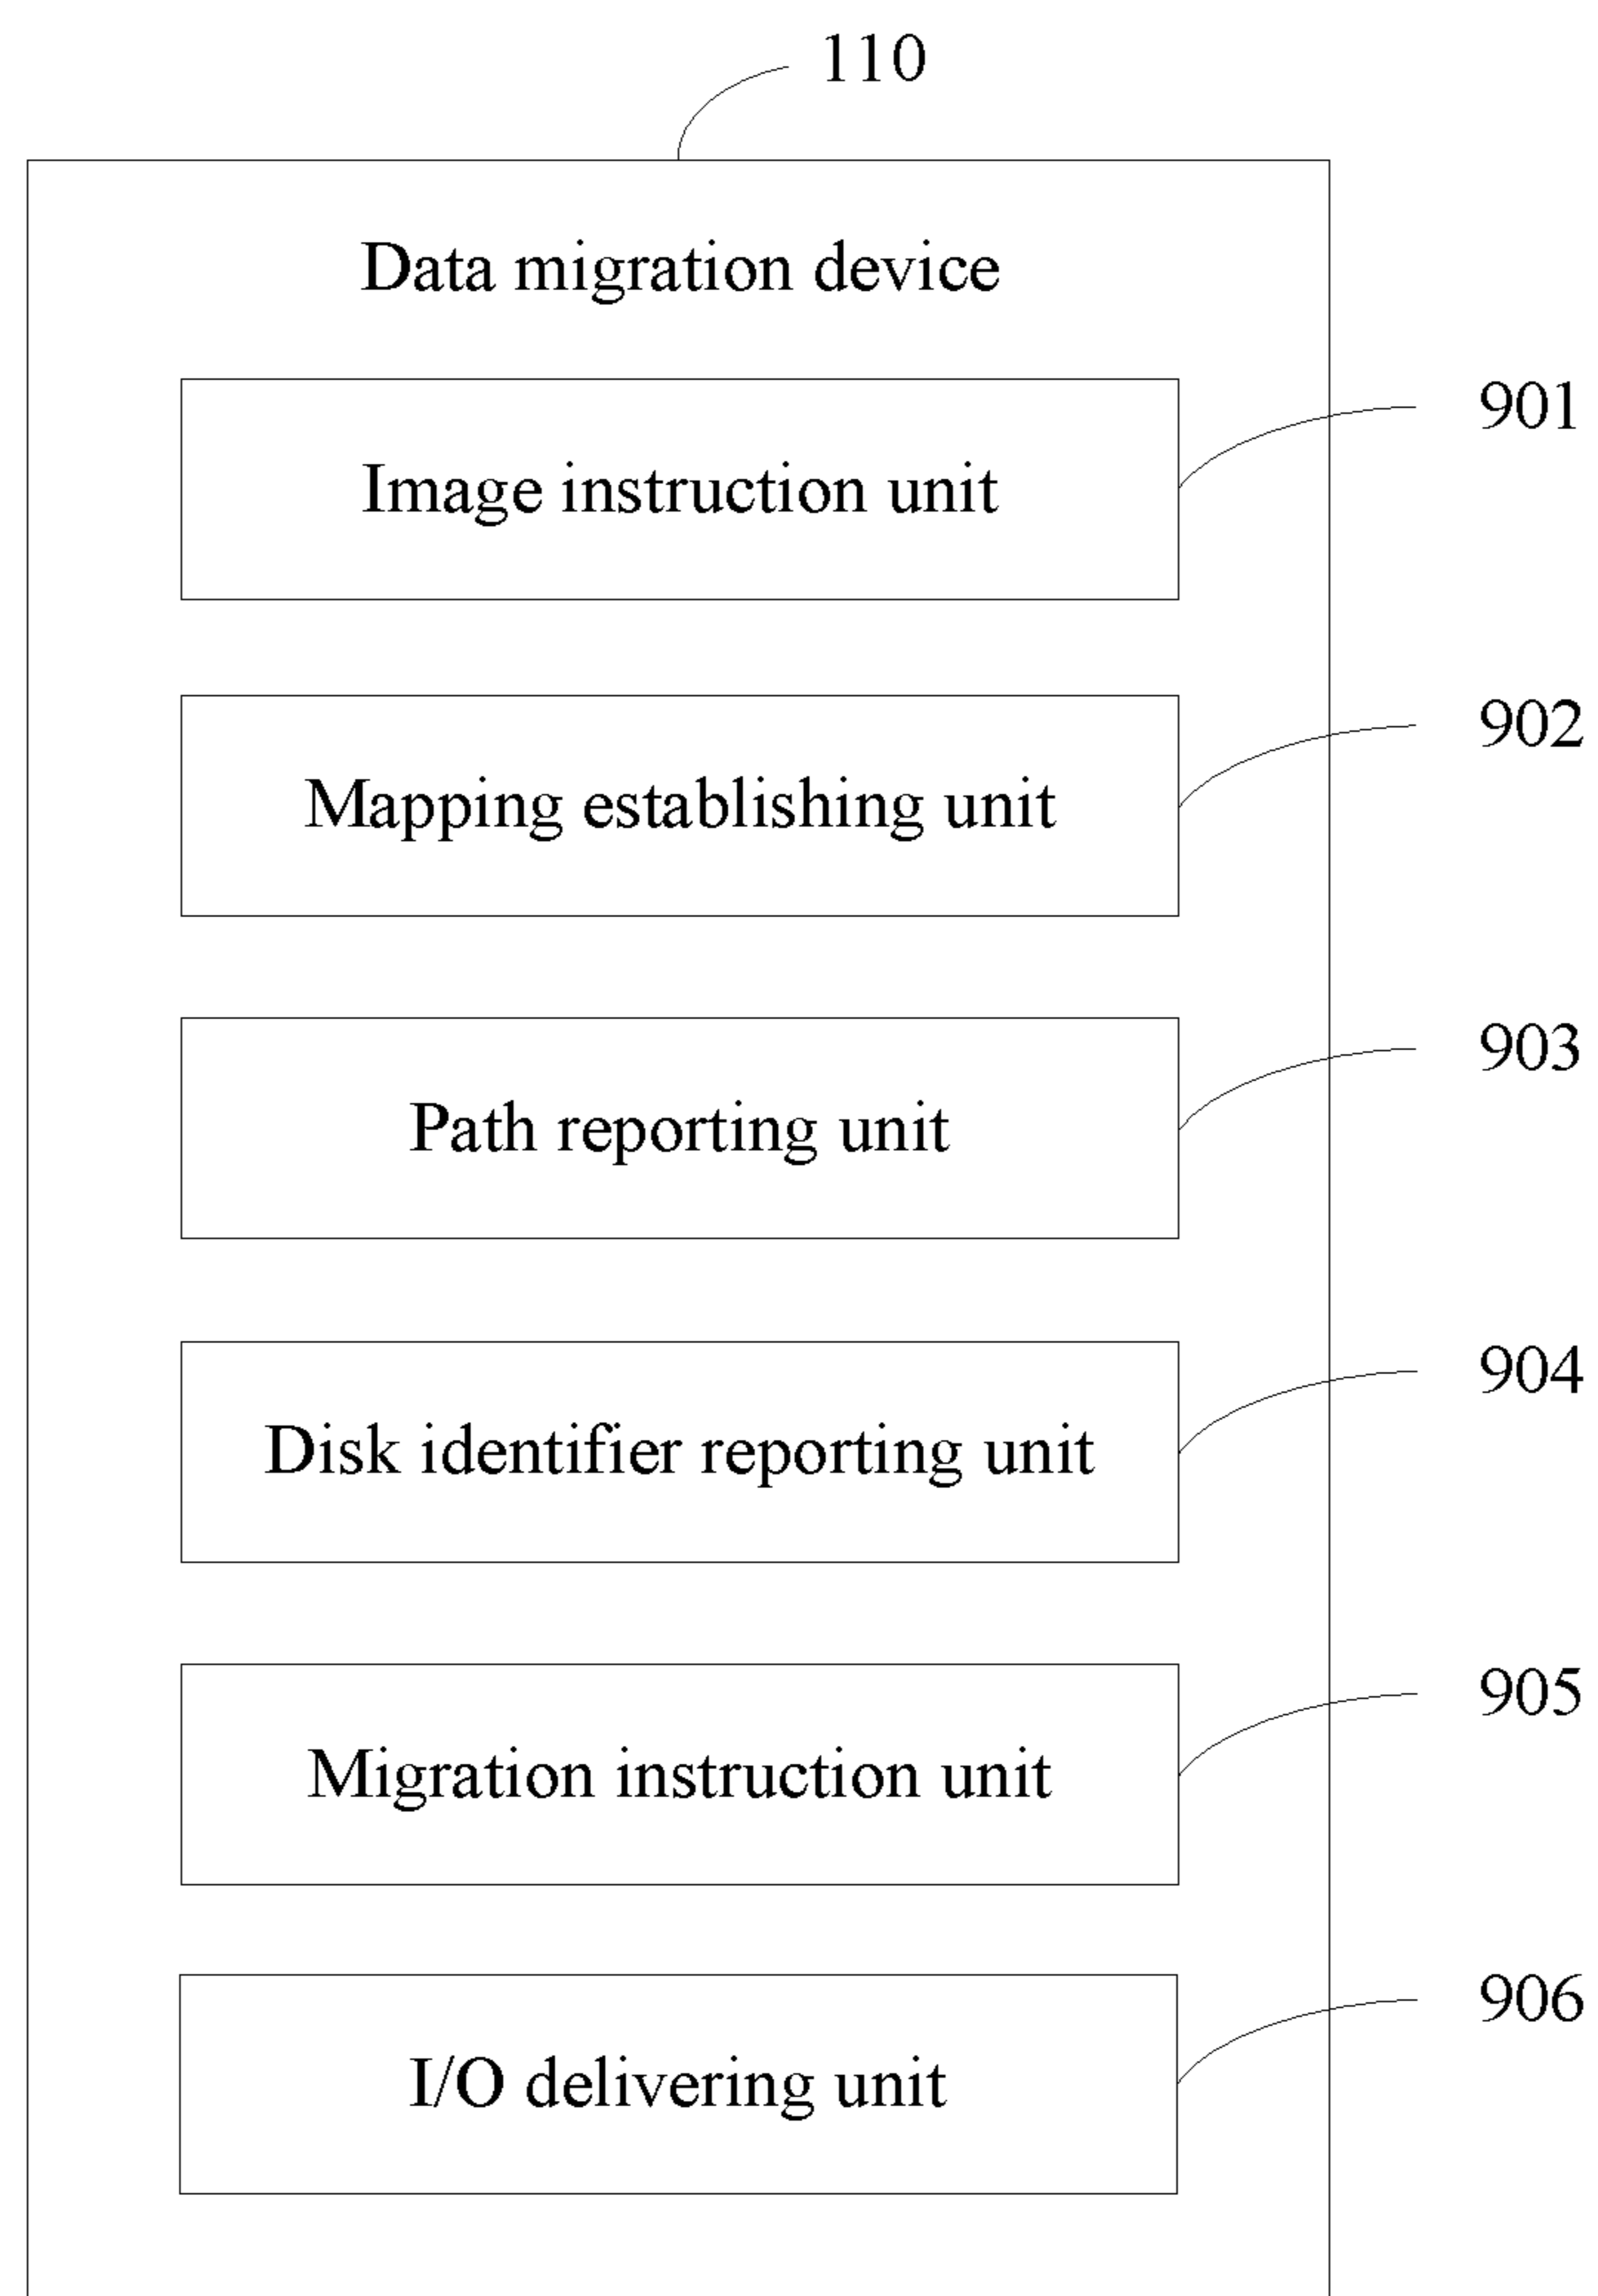 110
Data migration device
901
Image instruction unit
902
Mapping establishing unit
903
Path reporting unit
904
Disk identifier reporting unit
905
Migration instruction unit
906
I/O delivering unit